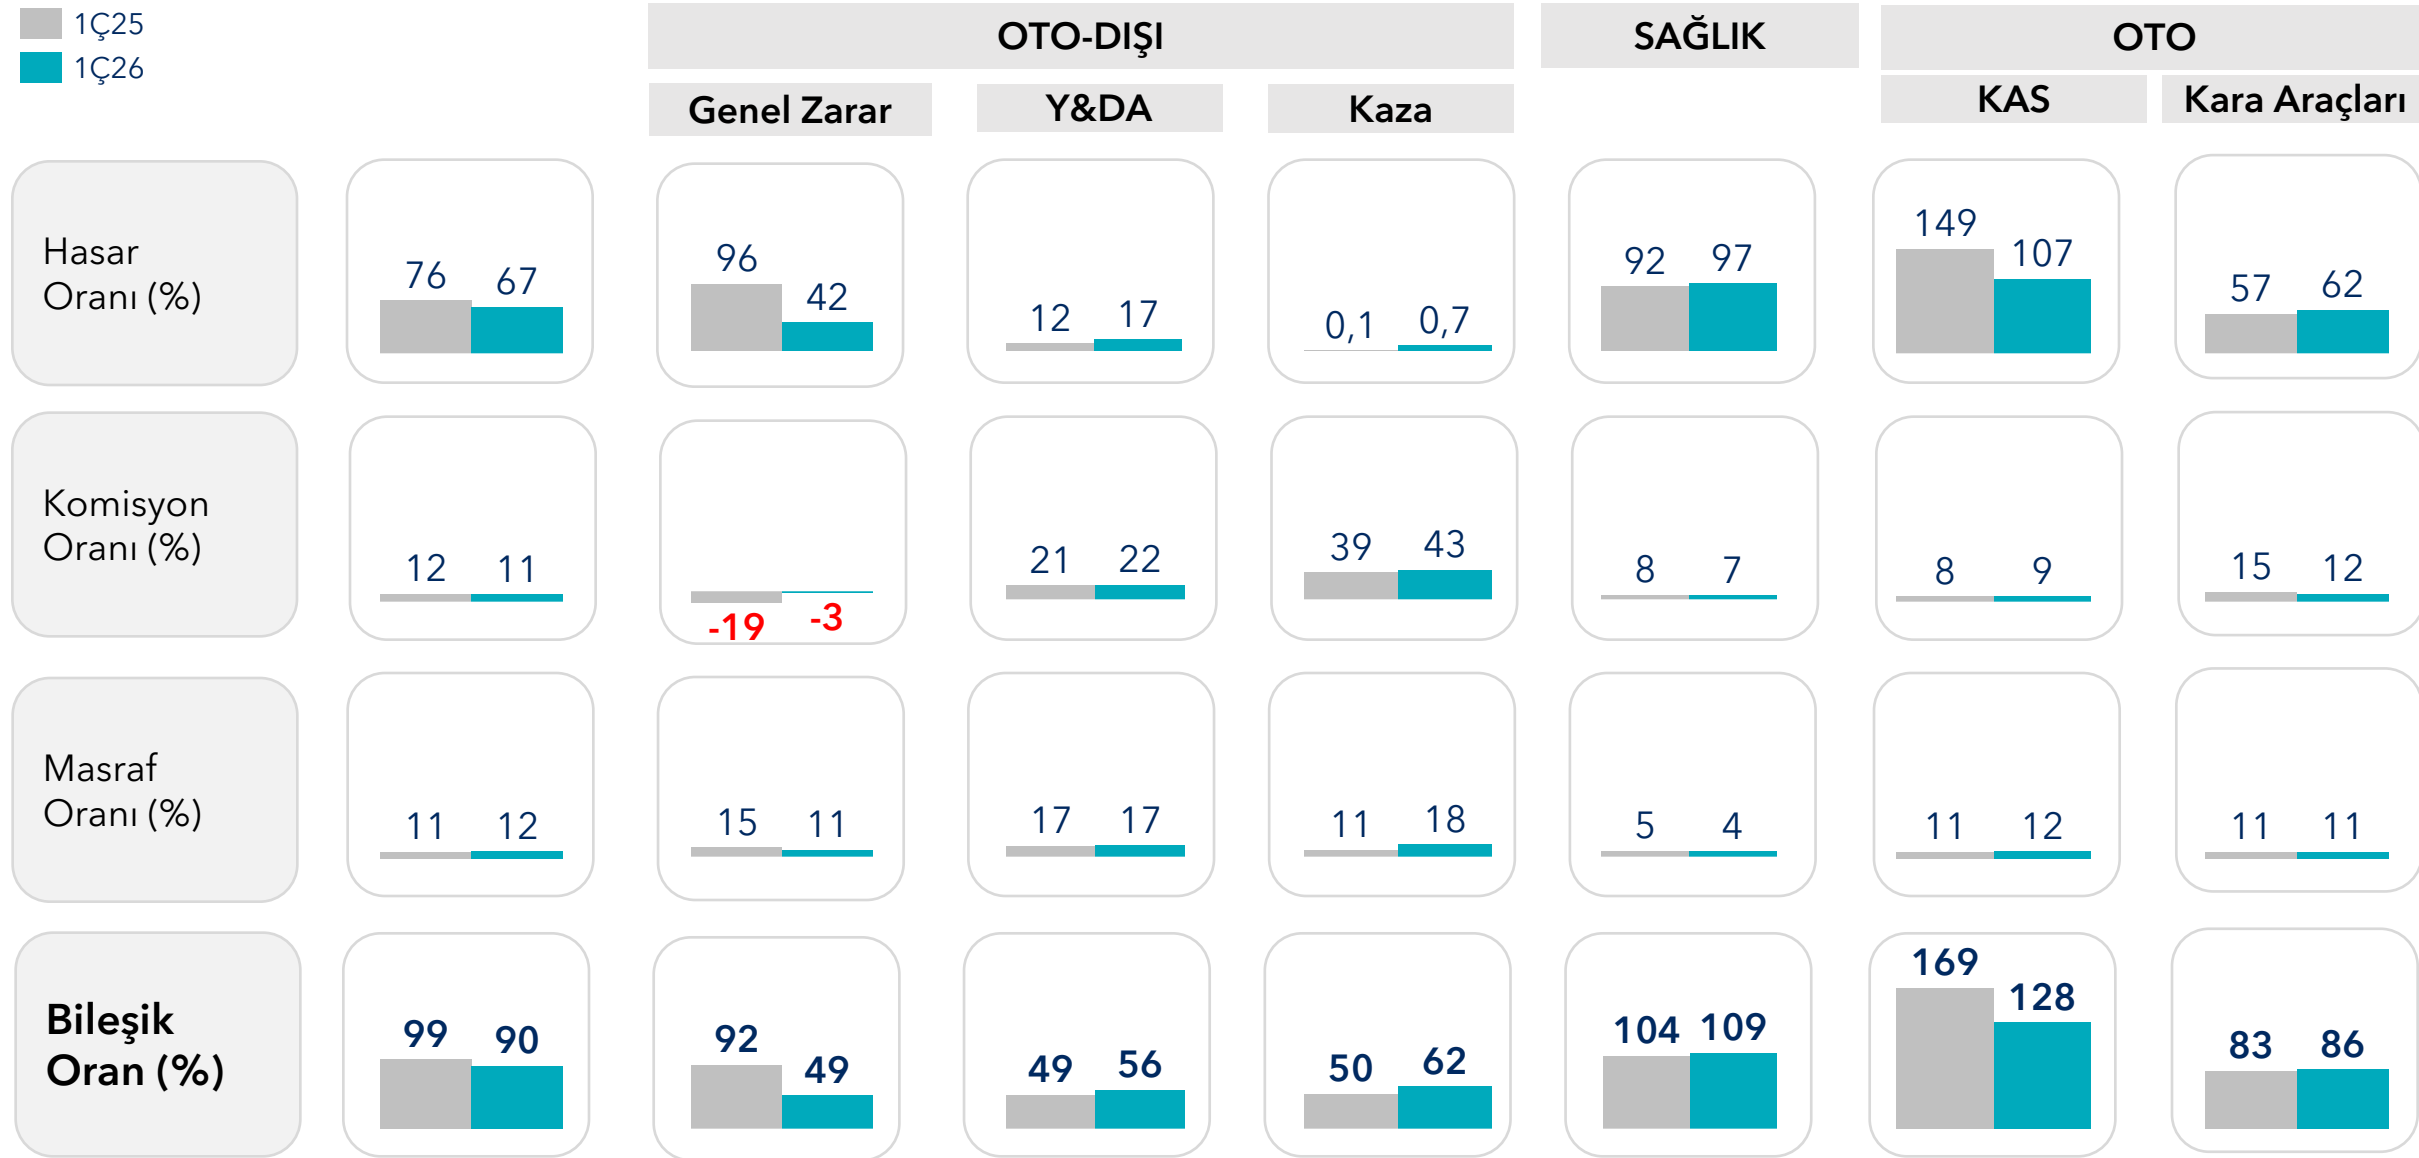 1Ç25
1Ç26
OTO-DIŞI
SAĞLIK
OTO
Genel Zarar
Y&DA
Kaza
KAS
Kara Araçları
Hasar
Oranı (%)
76 67
96 42
12 17
0,1 0,7
92 97
149 107
57 62
Komisyon
Oranı (%)
12 11
-19 -3
21 22
39 43
8 7
8 9
15 12
Masraf
Oranı (%)
11 12
15 11
17 17
11 18
5 4
11 12
11 11
Bileşik
Oran (%)
99 90
92 49
49 56
50 62
104 109
169 128
83 86